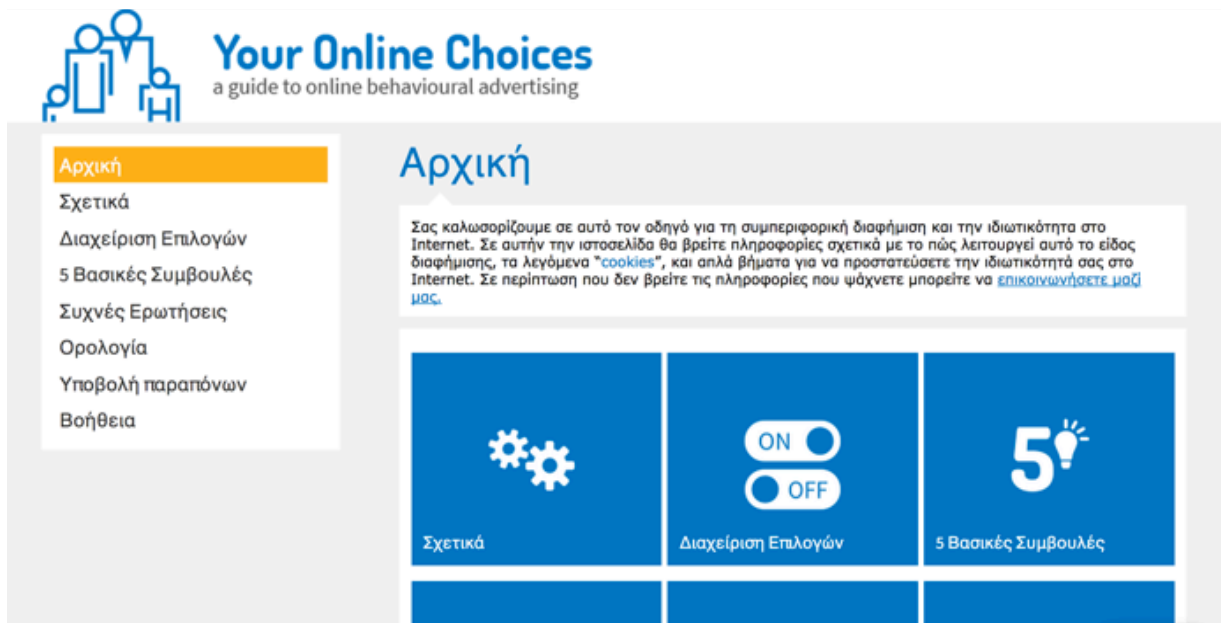 Your Online Choices
a guide to online behavioural advertising
Αρχική
Σχετικά
Διαχείριση Επιλογών
5 Βασικές Συμβουλές
Συχνές Ερωτήσεις
Ορολογία
Υποβολή παραπόνων
Βοήθεια
Αρχική
Σας καλωσορίζουμε σε αυτό τον οδηγό για τη συμπεριφορική διαφήμιση και την ιδιωτικότητα στο
Internet. Σε αυτήν την ιστοσελίδα θα βρείτε πληροφορίες σχετικά με το πώς λειτουργεί αυτό το είδος
διαφήμισης, τα λεγόμενα "cookies", και απλά βήματα για να προστατεύσετε την ιδιωτικότητά σας στο
Internet. Σε περίπτωση που δεν βρείτε τις πληροφορίες που ψάχνετε μπορείτε να επικοινωνήσετε μαζί
μας.
ON
OFF
5
Σχετικά
Διαχείριση Επιλογών
5 Βασικές Συμβουλές